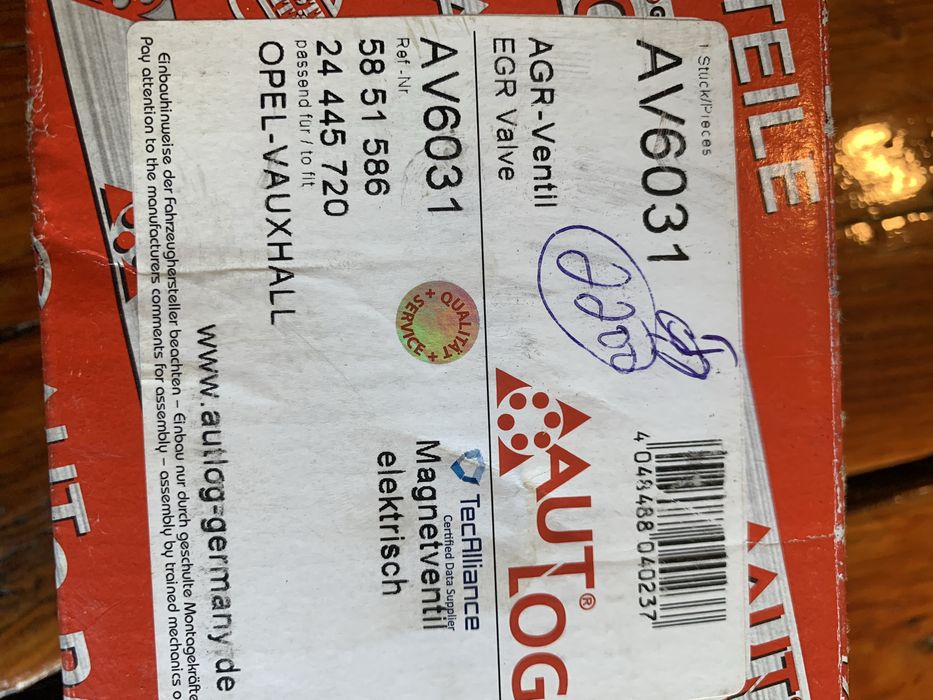 TEILE
1 Stück/Pieces
AV6031
4 048488 040237
2200
AGR-Ventil
EGR Valve
AUTLOG®
AV6031
Ref-Nr.
58 51 586
24 445 720
passend für / to fit
OPEL-VAUXHALL
QUALITÄT + SERVICE +
TecAlliance
Certified Data Supplier
Magnetventil
elektrisch
www.autlog-germany.de
Einbauhinweise der Fahrzeughersteller beachten – Einbau nur durch geschulte Montagekräfte
Pay attention to the manufacturers comments for assembly – assembly by trained mechanics o